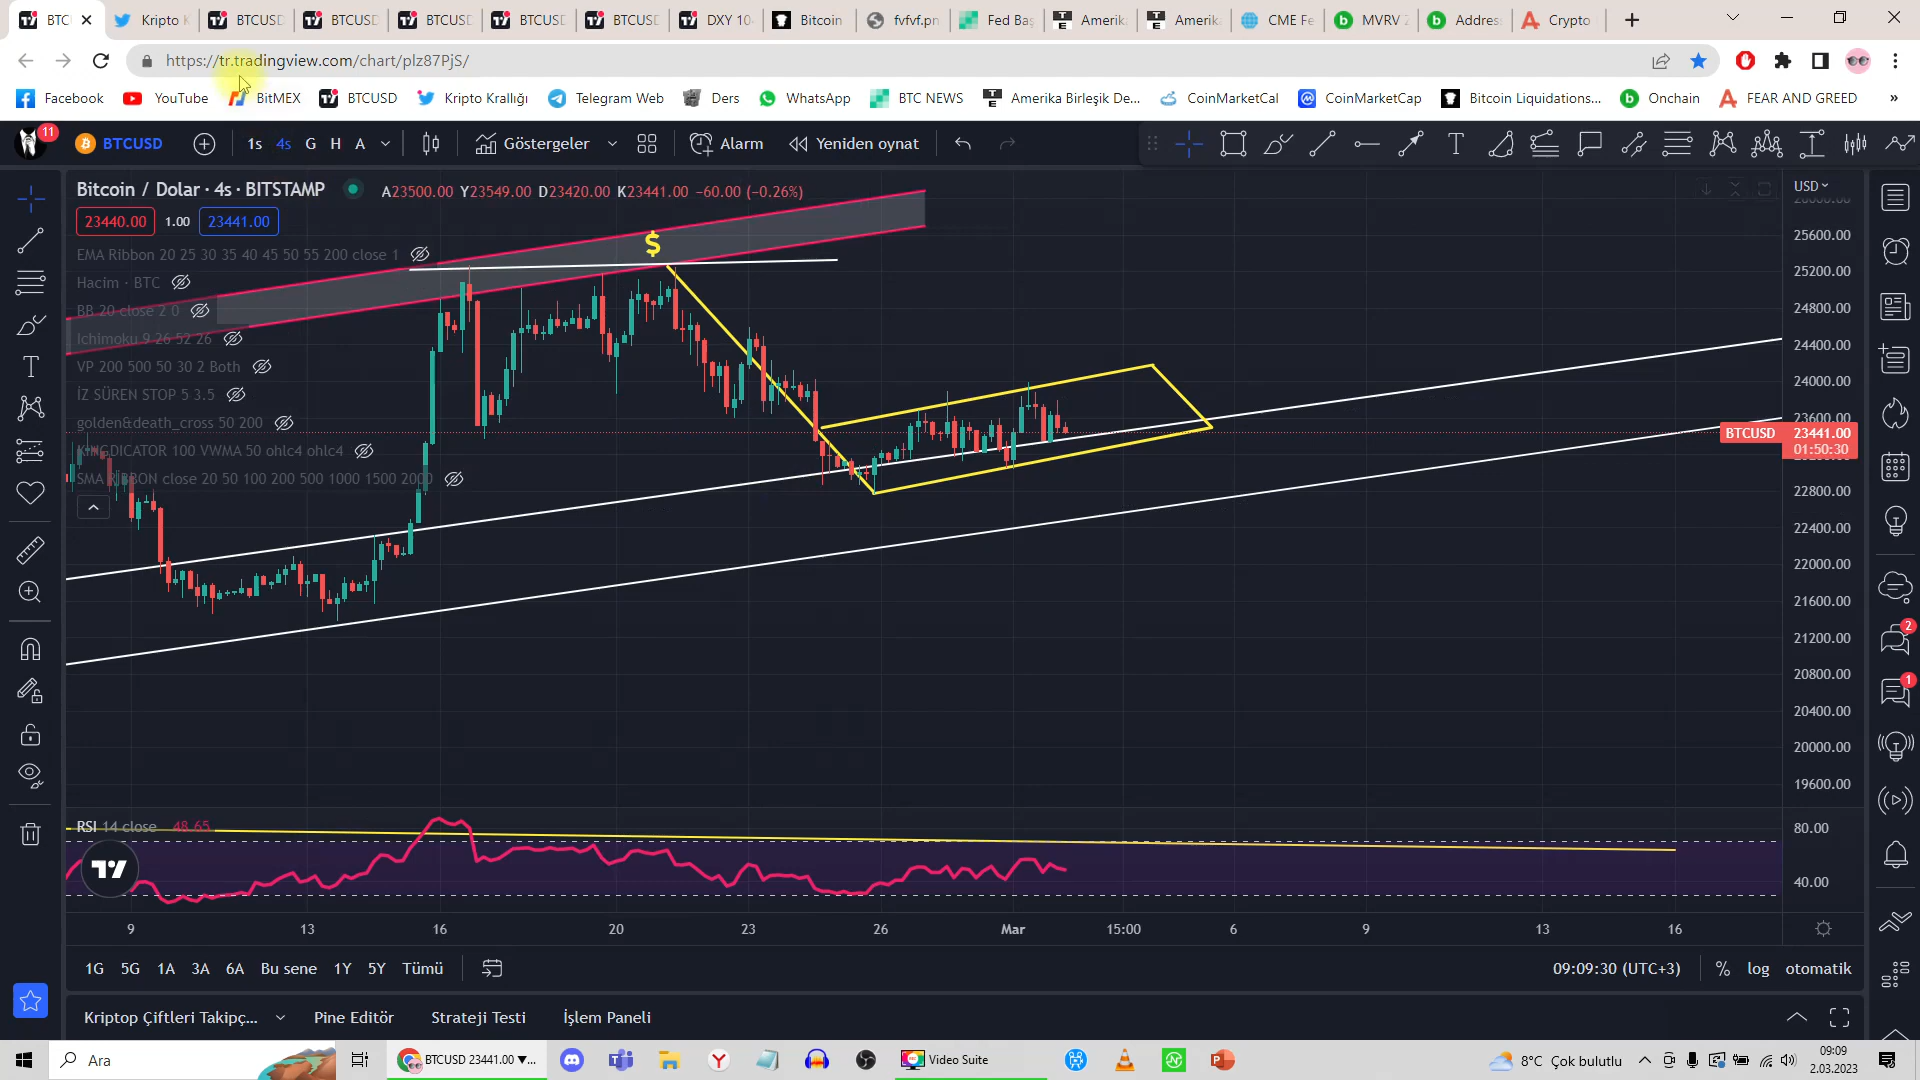 BTC
Kripto K
BTCUSD
BTCUSD
BTCUSD
BTCUSD
BTCUSD
DXY 10
Bitcoin
fvfvf.pn
Fed Baş
Amerika
Amerika
CME Fe
MVRV Z
Address
Crypto
https://tr.tradingview.com/chart/plz87PjS/
Facebook
YouTube
BitMEX
BTCUSD
Kripto Krallığı
Telegram Web
Ders
WhatsApp
BTC NEWS
Amerika Birleşik De...
CoinMarketCal
CoinMarketCap
Bitcoin Liquidations...
Onchain
FEAR AND GREED
»
11
BTCUSD
1s 4s G H A
Göstergeler
Alarm
Yeniden oynat
Bitcoin / Dolar · 4s · BITSTAMP
A23500.00 Y23549.00 D23420.00 K23441.00 −60.00 (−0.26%)
USD
23440.00 1.00 23441.00
EMA Ribbon 20 25 30 35 40 45 50 55 200 close 1
Hacim · BTC
BB 20 close 2 0
Ichimoku 9 26 52 26
VP 200 500 50 30 2 Both
İZ SÜREN STOP 5 3.5
golden&death_cross 50 200
KINGDICATOR 100 VWMA 50 ohlc4 ohlc4
SMA RIBBON close 20 50 100 200 500 1000 1500 2000
$
25600.00
25200.00
24800.00
24400.00
24000.00
23600.00
BTCUSD 23441.00
01:50:30
22800.00
22400.00
22000.00
21600.00
21200.00
20800.00
20400.00
20000.00
19600.00
2
1
RSI 14 close 48.65
80.00
40.00
9 13 16 20 23 26 Mar 15:00 6 9 13 16
1G 5G 1A 3A 6A Bu sene 1Y 5Y Tümü
09:09:30 (UTC+3) % log otomatik
Kriptop Çiftleri Takipç...
Pine Editör
Strateji Testi
İşlem Paneli
Ara
BTCUSD 23441.00 ▼...
Video Suite
8°C Çok bulutlu
09:09
2.03.2023